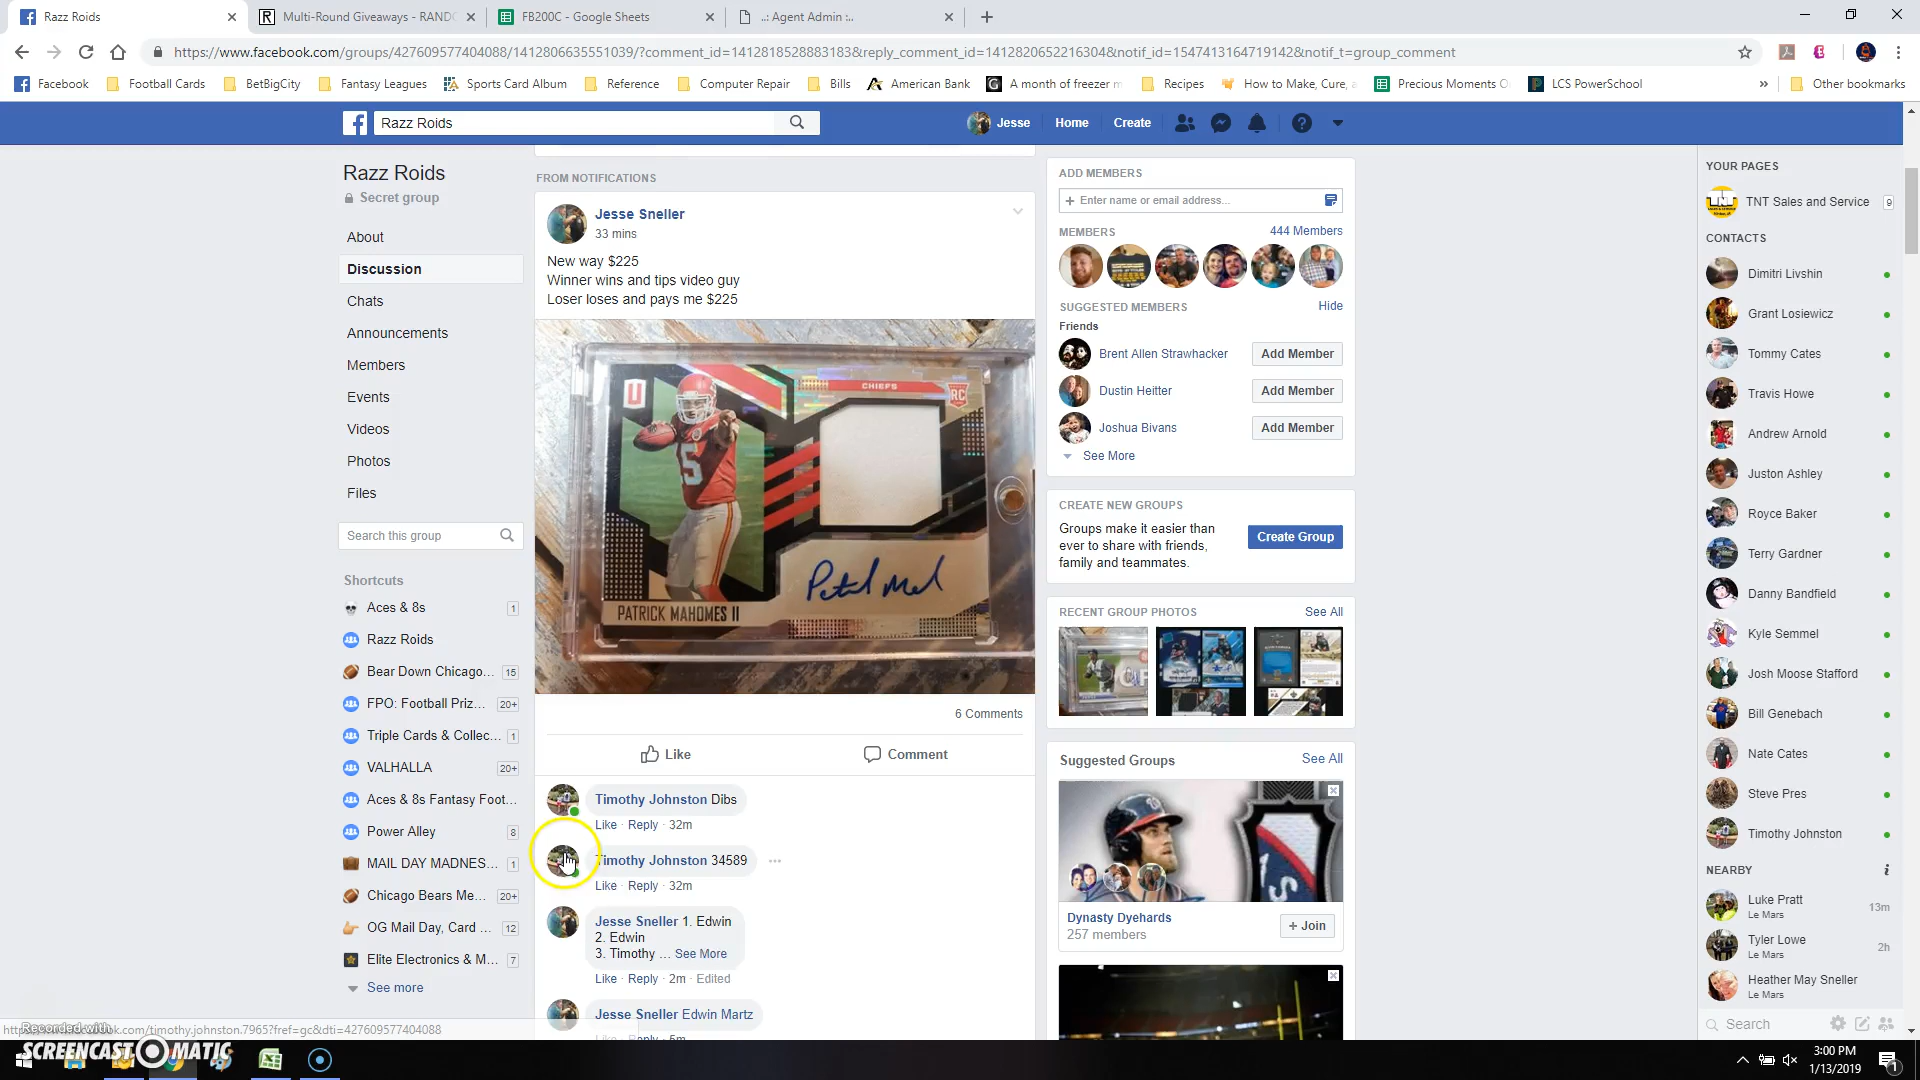 Razz Roids
Multi-Round Giveaways - RAND
FB200C - Google Sheets
..: Agent Admin :..
https://www.facebook.com/groups/427609577404088/1412806635551039/?comment_id=1412818528883183&reply_comment_id=1412820652216304&notif_id=1547413164719142&notif_t=group_comment
Facebook
Football Cards
BetBigCity
Fantasy Leagues
Sports Card Album
Reference
Computer Repair
Bills
American Bank
A month of freezer m
Recipes
How to Make, Cure, a
Precious Moments O
LCS PowerSchool
»
Other bookmarks
Razz Roids
Jesse
Home
Create
Razz Roids
Secret group
About
Discussion
Chats
Announcements
Members
Events
Videos
Photos
Files
Search this group
Shortcuts
Aces & 8s 1
Razz Roids
Bear Down Chicago... 15
FPO: Football Priz... 20+
Triple Cards & Collec... 1
VALHALLA 20+
Aces & 8s Fantasy Foot...
Power Alley 8
MAIL DAY MADNES... 1
Chicago Bears Me... 20+
OG Mail Day, Card ... 12
Elite Electronics & M... 7
See more
FROM NOTIFICATIONS
Jesse Sneller
33 mins
New way $225
Winner wins and tips video guy
Loser loses and pays me $225
U
CHIEFS
RC
15
PATRICK MAHOMES II
6 Comments
Like
Comment
Timothy Johnston Dibs
Like · Reply · 32m
Timothy Johnston 34589
Like · Reply · 32m
Jesse Sneller 1. Edwin
2. Edwin
3. Timothy ... See More
Like · Reply · 2m · Edited
Jesse Sneller Edwin Martz
ADD MEMBERS
+ Enter name or email address...
MEMBERS
444 Members
SUGGESTED MEMBERS
Hide
Friends
Brent Allen Strawhacker
Add Member
Dustin Heitter
Add Member
Joshua Bivans
Add Member
See More
CREATE NEW GROUPS
Groups make it easier than
ever to share with friends,
family and teammates.
Create Group
RECENT GROUP PHOTOS
See All
Suggested Groups
See All
Dynasty Dyehards
257 members
+ Join
YOUR PAGES
TNT Sales and Service 9
CONTACTS
Dimitri Livshin
Grant Losiewicz
Tommy Cates
Travis Howe
Andrew Arnold
Juston Ashley
Royce Baker
Terry Gardner
Danny Bandfield
Kyle Semmel
Josh Moose Stafford
Bill Genebach
Nate Cates
Steve Pres
Timothy Johnston
NEARBY
Luke Pratt
Le Mars
13m
Tyler Lowe
Le Mars
2h
Heather May Sneller
Le Mars
Search
Recorded with
SCREENCAST-O-MATIC
3:00 PM
1/13/2019